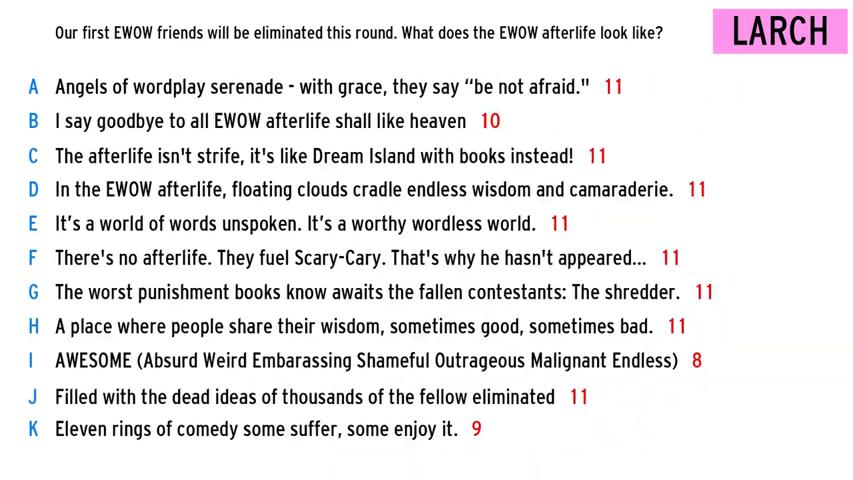 Our first EWOW friends will be eliminated this round. What does the EWOW afterlife look like?
LARCH
A Angels of wordplay serenade - with grace, they say “be not afraid." 11
B I say goodbye to all EWOW afterlife shall like heaven 10
C The afterlife isn't strife, it's like Dream Island with books instead! 11
D In the EWOW afterlife, floating clouds cradle endless wisdom and camaraderie. 11
E It’s a world of words unspoken. It’s a worthy wordless world. 11
F There's no afterlife. They fuel Scary-Cary. That's why he hasn't appeared... 11
G The worst punishment books know awaits the fallen contestants: The shredder. 11
H A place where people share their wisdom, sometimes good, sometimes bad. 11
I AWESOME (Absurd Weird Embarassing Shameful Outrageous Malignant Endless) 8
J Filled with the dead ideas of thousands of the fellow eliminated 11
K Eleven rings of comedy some suffer, some enjoy it. 9